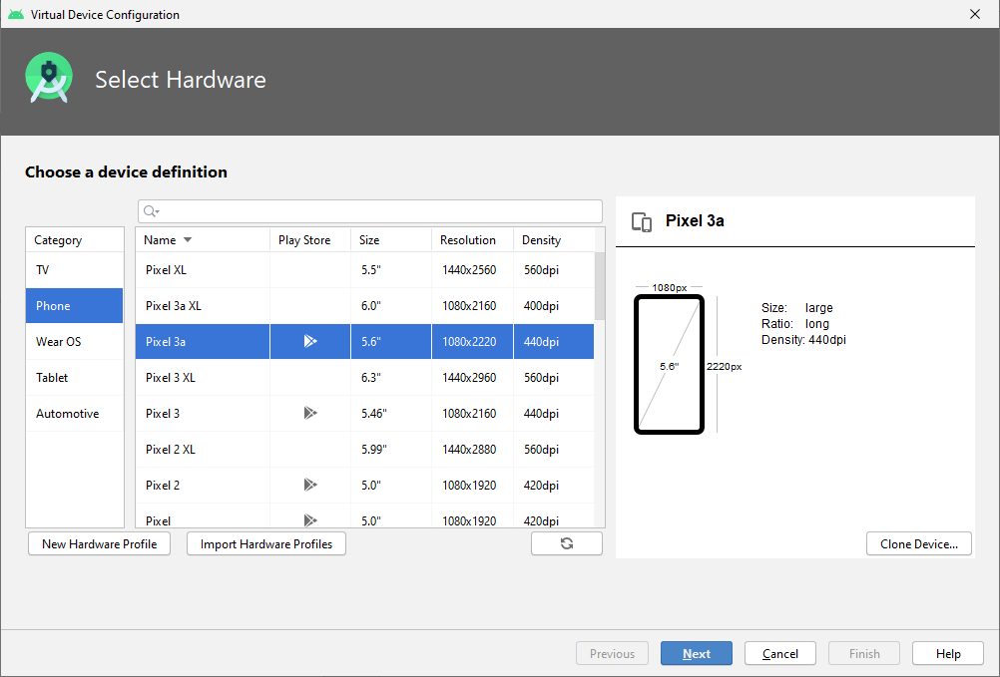 Virtual Device Configuration
Select Hardware
Choose a device definition
Category
TV
Phone
Wear OS
Tablet
Automotive
Name Play Store Size Resolution Density
Pixel XL 5.5" 1440x2560 560dpi
Pixel 3a XL 6.0" 1080x2160 400dpi
Pixel 3a 5.6" 1080x2220 440dpi
Pixel 3 XL 6.3" 1440x2960 560dpi
Pixel 3 5.46" 1080x2160 440dpi
Pixel 2 XL 5.99" 1440x2880 560dpi
Pixel 2 5.0" 1080x1920 420dpi
Pixel 5.0" 1080x1920 420dpi
New Hardware Profile Import Hardware Profiles
Pixel 3a
1080px
5.6"
2220px
Size: large
Ratio: long
Density: 440dpi
Clone Device...
Previous Next Cancel Finish Help